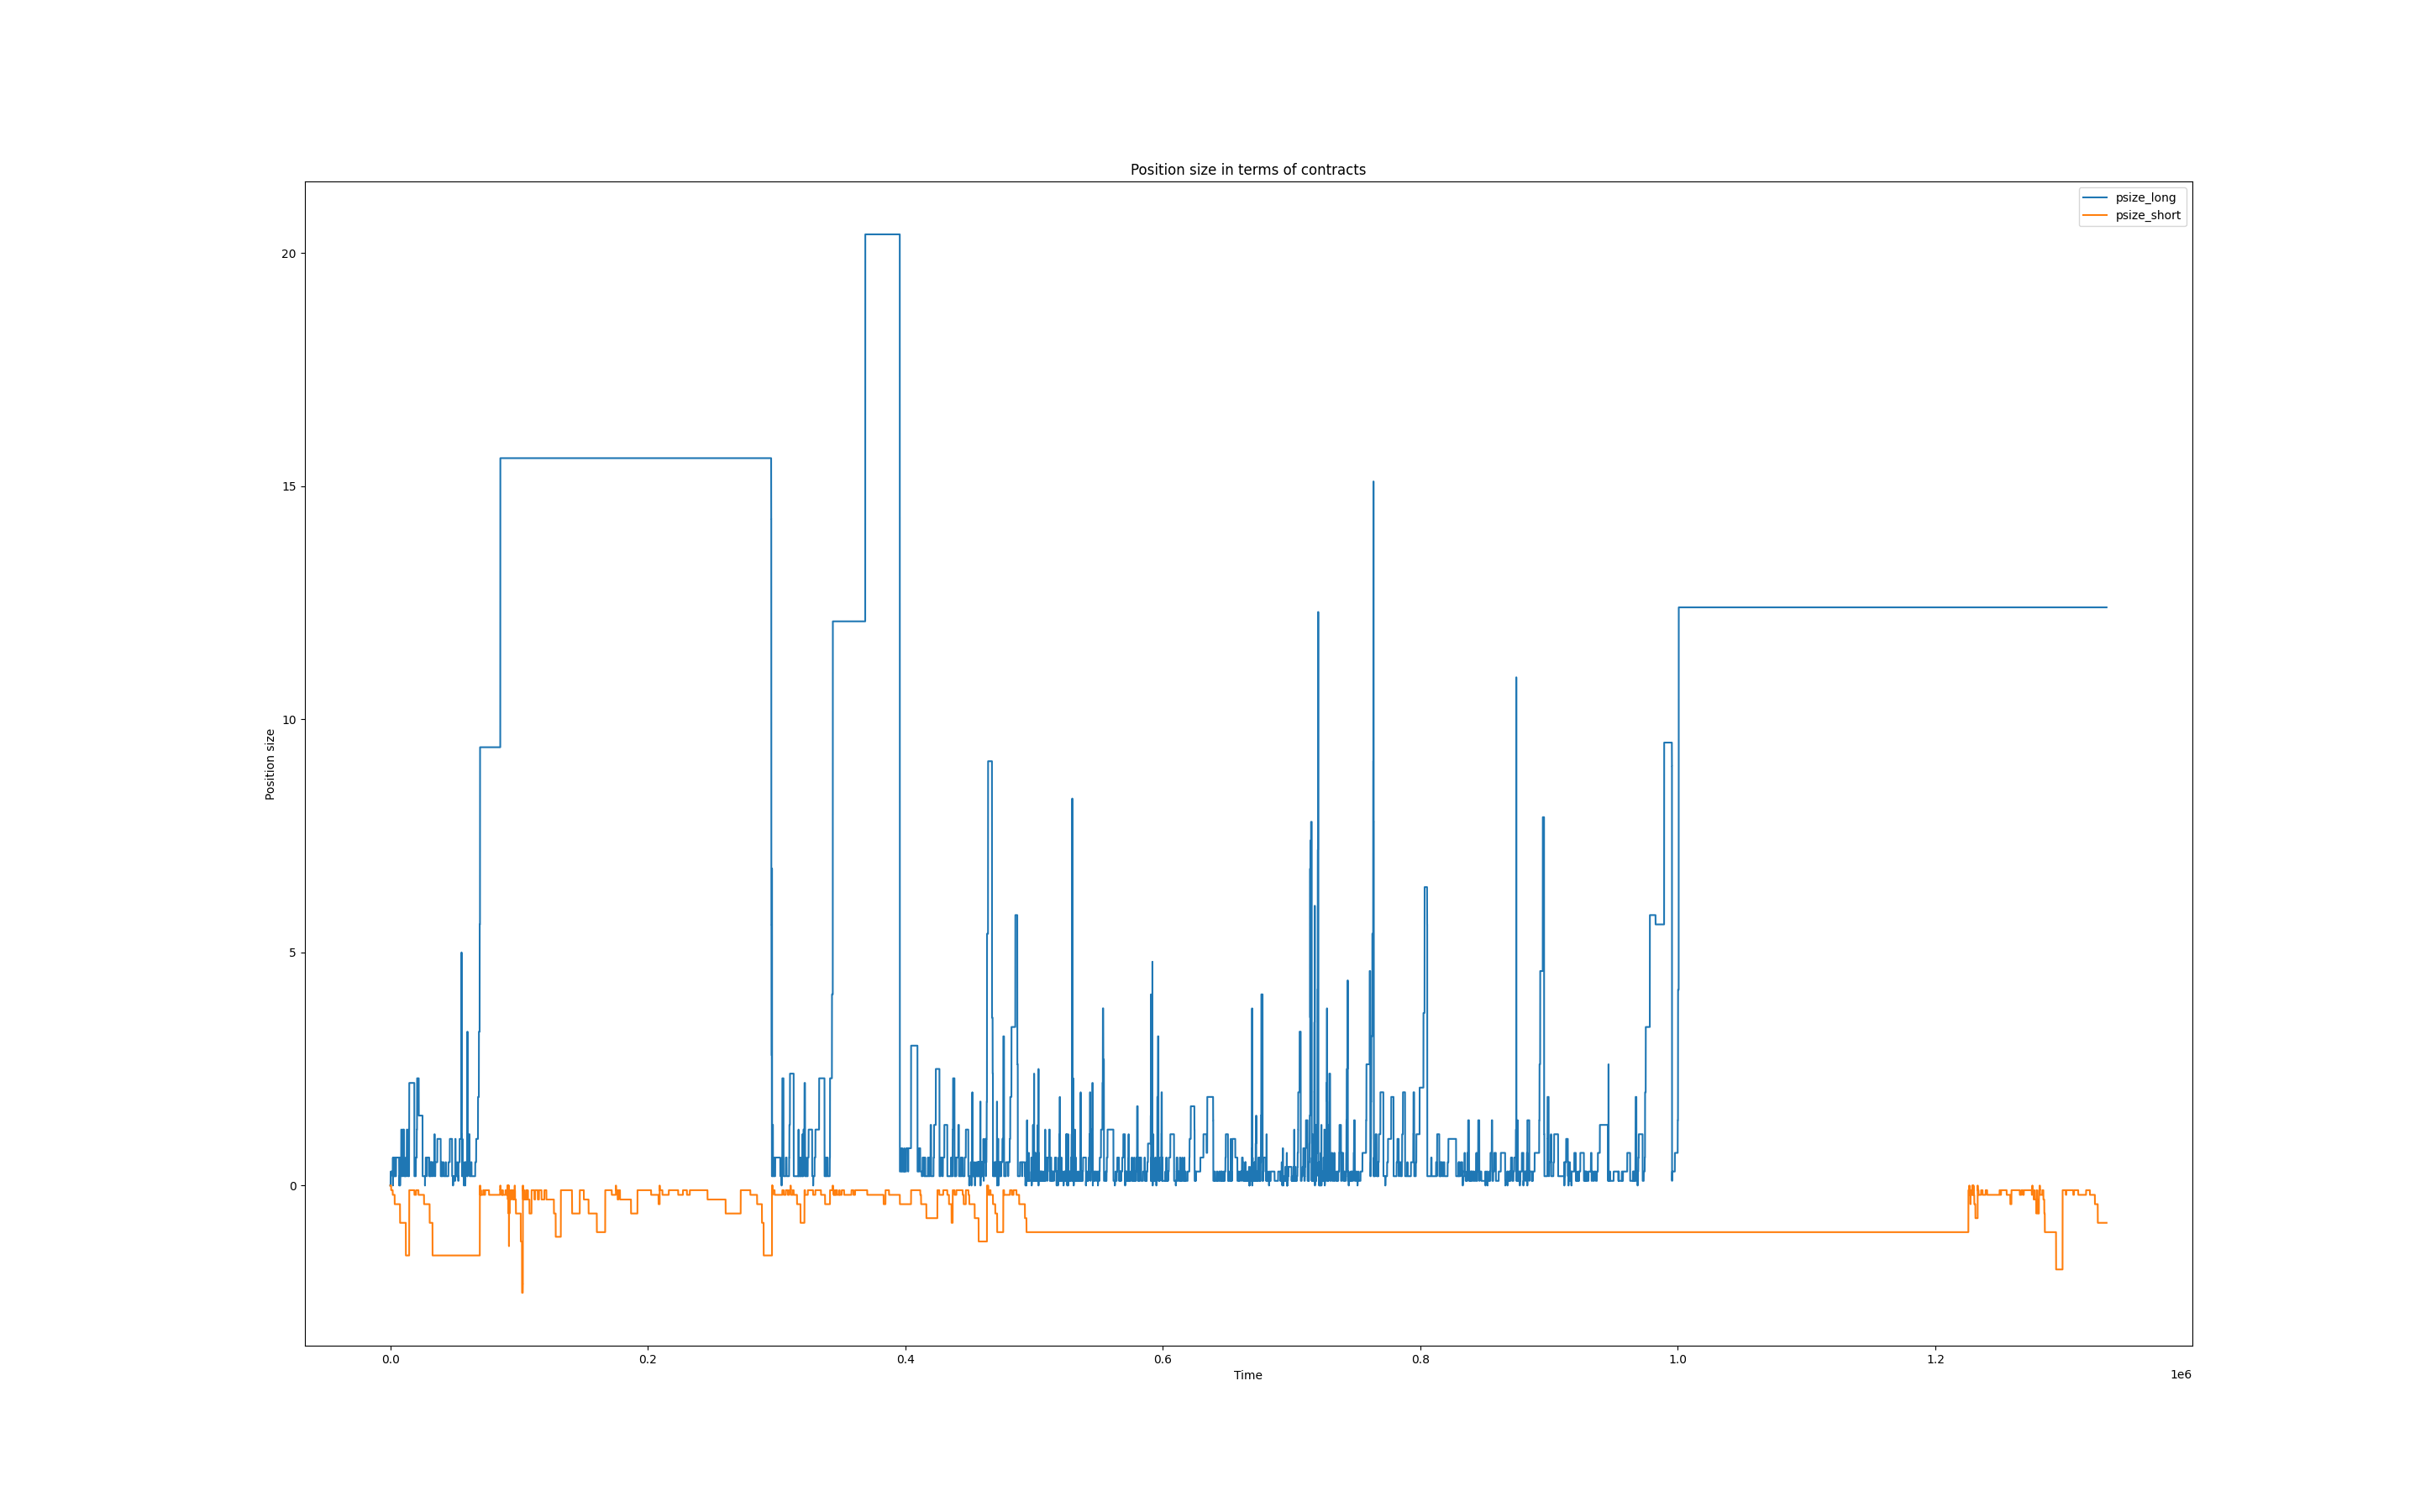 Position size in terms of contracts
psize_long
psize_short
20
15
10
5
0
Position size
0.0 0.2 0.4 0.6 0.8 1.0 1.2
Time
1e6